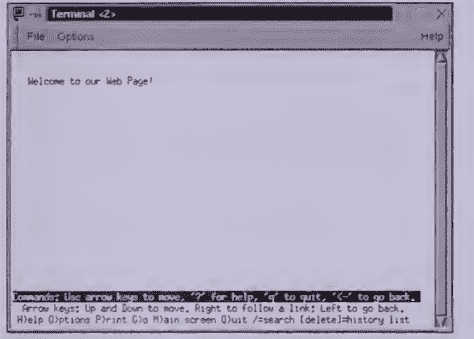 Terminal <2>
File Options Help
Welcome to our Web Page!
Commands: Use arrow keys to move, '?' for help, 'q' to quit, '<-' to go back.
Arrow keys: Up and Down to move. Right to follow a link; Left to go back.
H)elp O)ptions P)rint G)o M)ain screen Q)uit /=search [delete]=history list